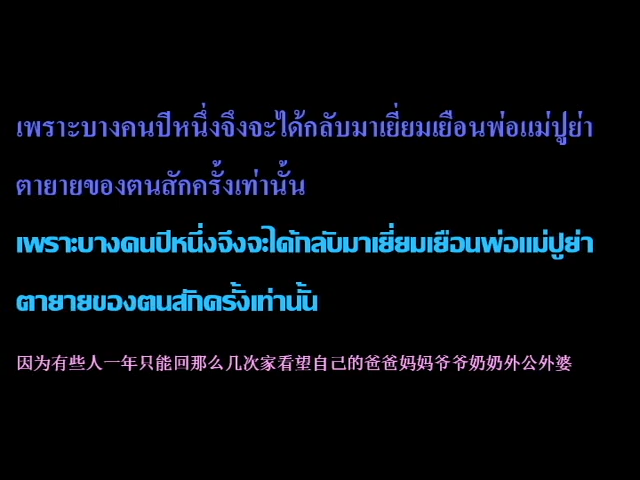 เพราะบางคนปีหนึ่งจึงจะได้กลับมาเยี่ยมเยือนพ่อแม่ปู่ย่า
ตายายของตนสักครั้งเท่านั้น
เพราะบางคนปีหนึ่งจึงจะได้กลับมาเยี่ยมเยือนพ่อแม่ปู่ย่า
ตายายของตนสักครั้งเท่านั้น
因为有些人一年只能回那么几次家看望自己的爸爸妈妈爷爷奶奶外公外婆